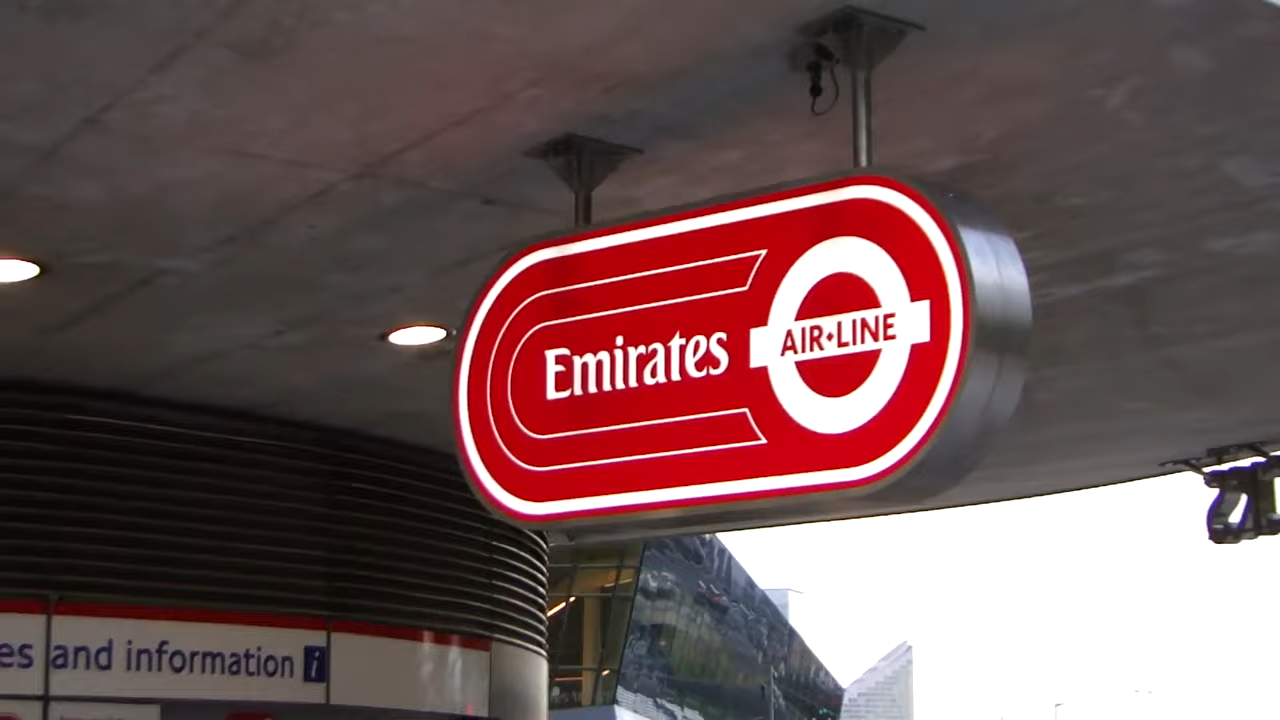 Emirates
AIR•LINE
es and information i